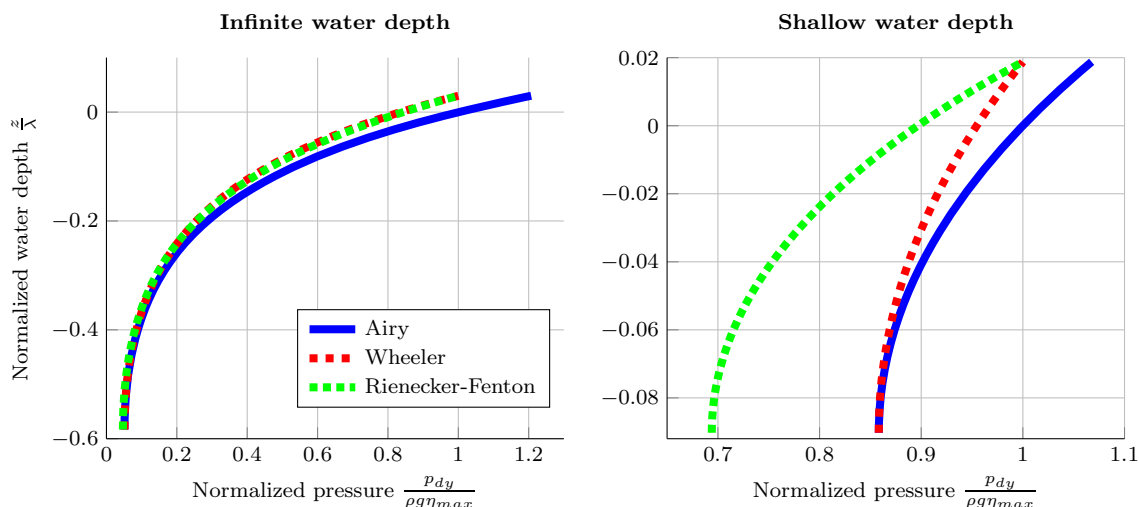 Infinite water depth
Normalized water depth z/λ
0
−0.2
−0.4
−0.6
0 0.2 0.4 0.6 0.8 1 1.2
Normalized pressure p_dy/ρgη_max
Airy
Wheeler
Rienecker-Fenton
Shallow water depth
0.02
0
−0.02
−0.04
−0.06
−0.08
0.7 0.8 0.9 1 1.1
Normalized pressure p_dy/ρgη_max